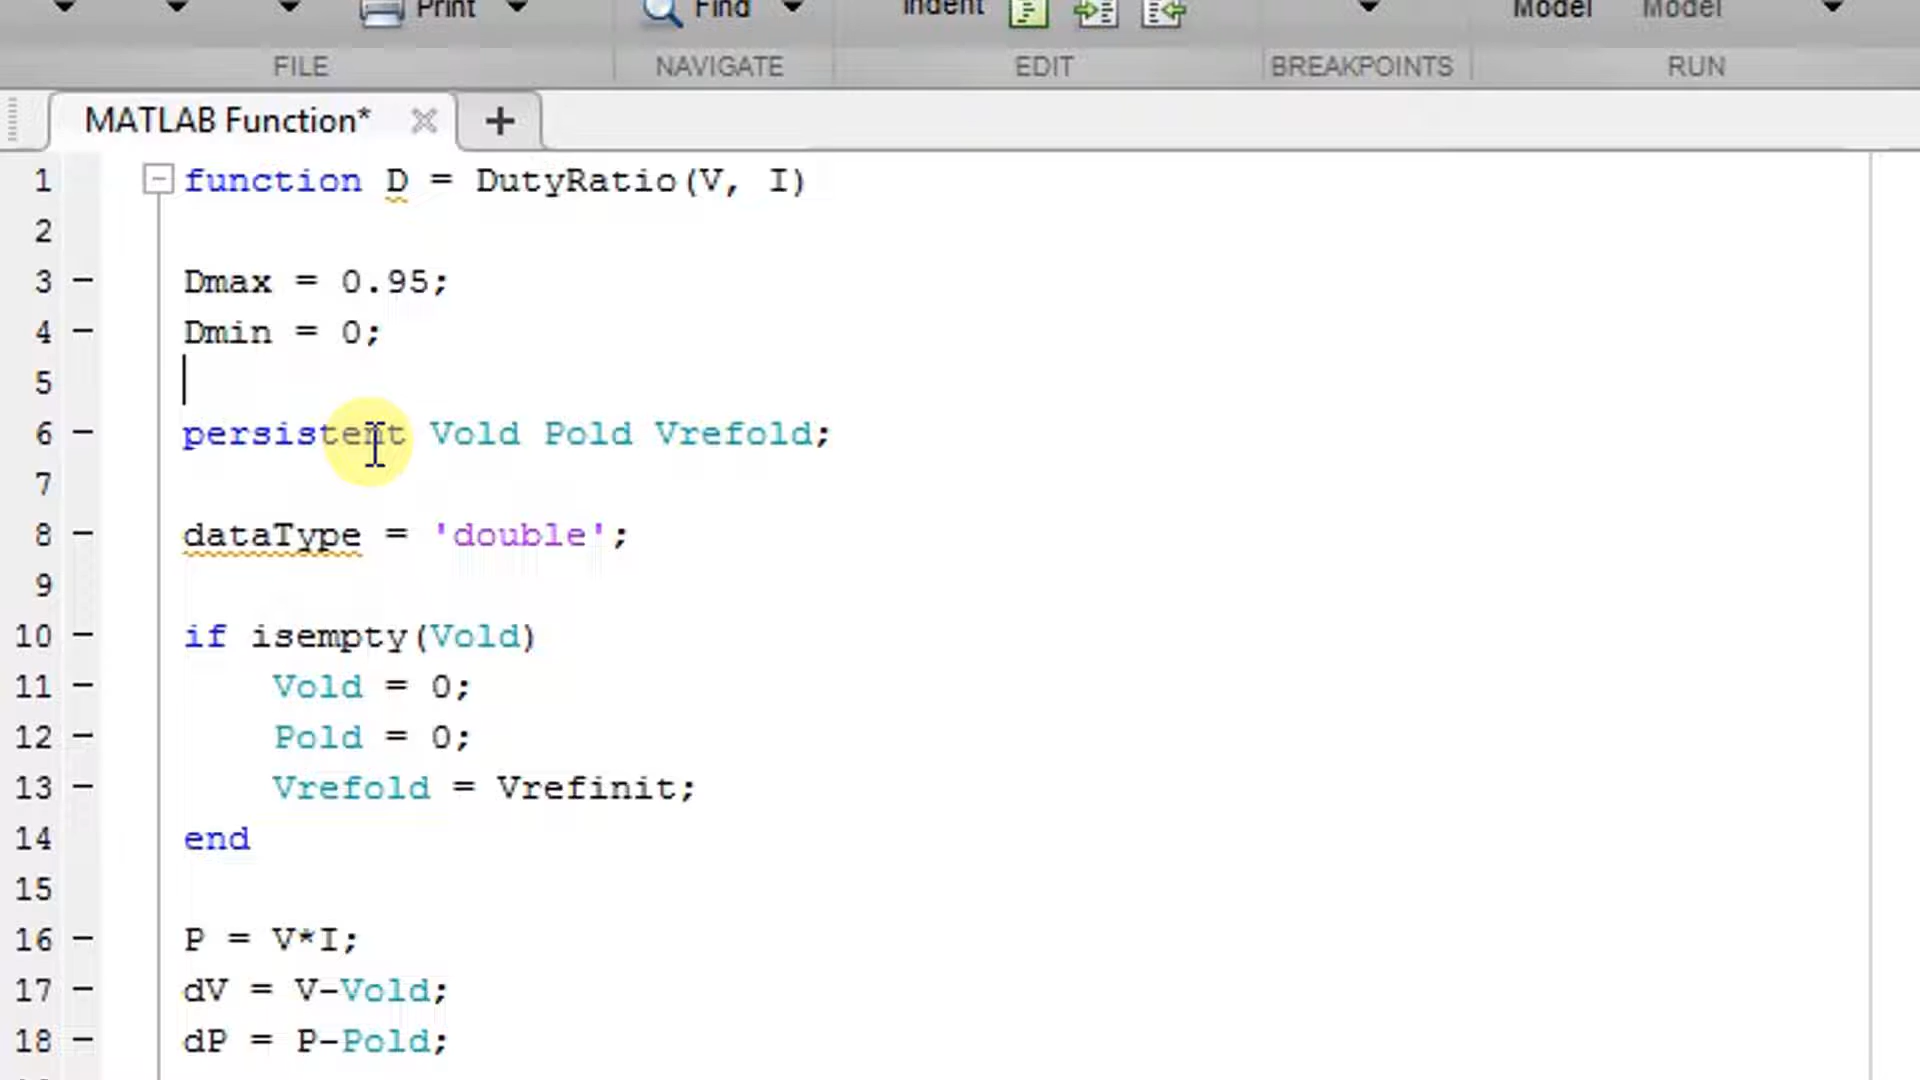 Print Find Indent Model Model
FILE NAVIGATE EDIT BREAKPOINTS RUN
MATLAB Function* +
1 function D = DutyRatio(V, I)
2
3 – Dmax = 0.95;
4 – Dmin = 0;
5
6 – persistent Vold Pold Vrefold;
7
8 – dataType = 'double';
9
10 – if isempty(Vold)
11 – Vold = 0;
12 – Pold = 0;
13 – Vrefold = Vrefinit;
14 end
15
16 – P = V*I;
17 – dV = V-Vold;
18 – dP = P-Pold;